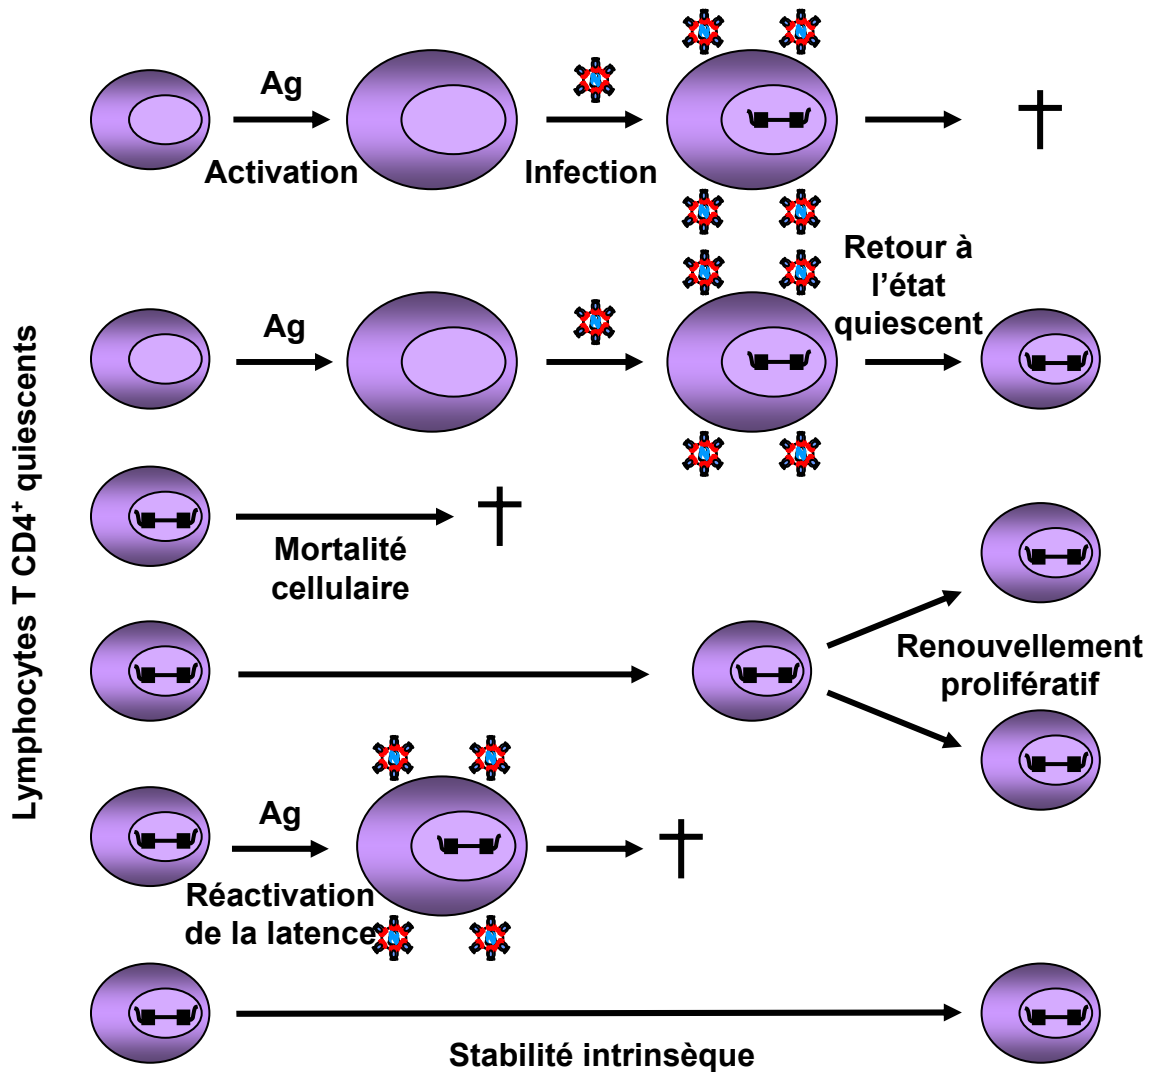 Ag
Activation
Infection
Retour à
l'état
quiescent
Ag
Lymphocytes T CD4⁺ quiescents
Mortalité
cellulaire
Renouvellement
prolifératif
Ag
Réactivation
de la latence
Stabilité intrinsèque